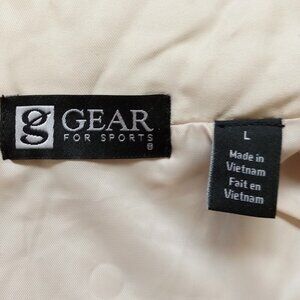 g GEAR
FOR SPORTS
®
L
Made in
Vietnam
Fait en
Vietnam